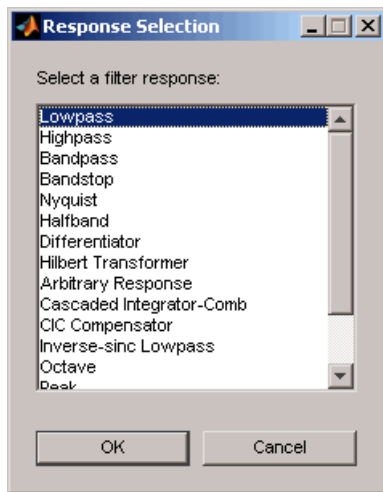 Response Selection
Select a filter response:
Lowpass
Highpass
Bandpass
Bandstop
Nyquist
Halfband
Differentiator
Hilbert Transformer
Arbitrary Response
Cascaded Integrator-Comb
CIC Compensator
Inverse-sinc Lowpass
Octave
Peak
OK Cancel